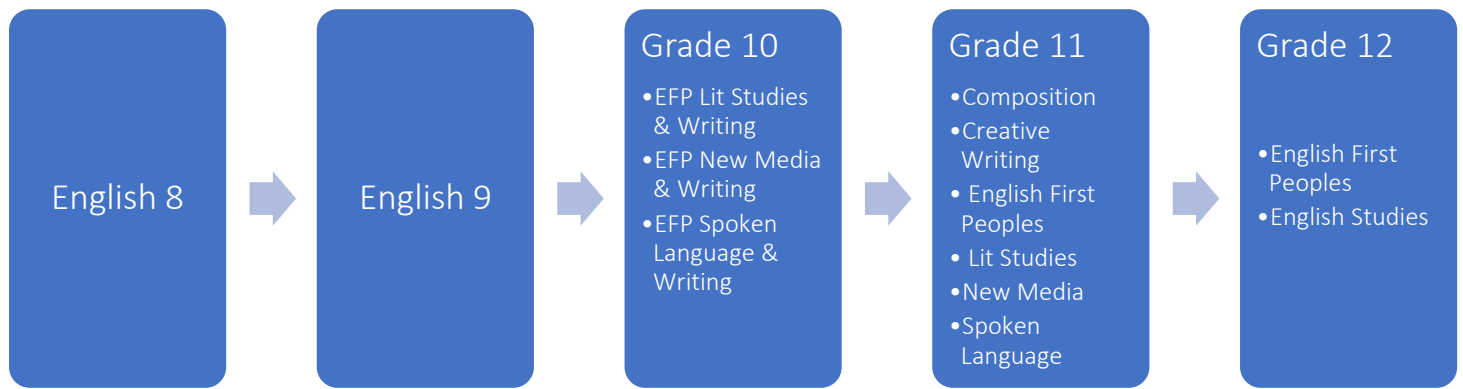 English 8
English 9
Grade 10
•EFP Lit Studies
& Writing
•EFP New Media
& Writing
•EFP Spoken
Language &
Writing
Grade 11
•Composition
•Creative
Writing
• English First
Peoples
• Lit Studies
•New Media
•Spoken
Language
Grade 12
•English First
Peoples
•English Studies